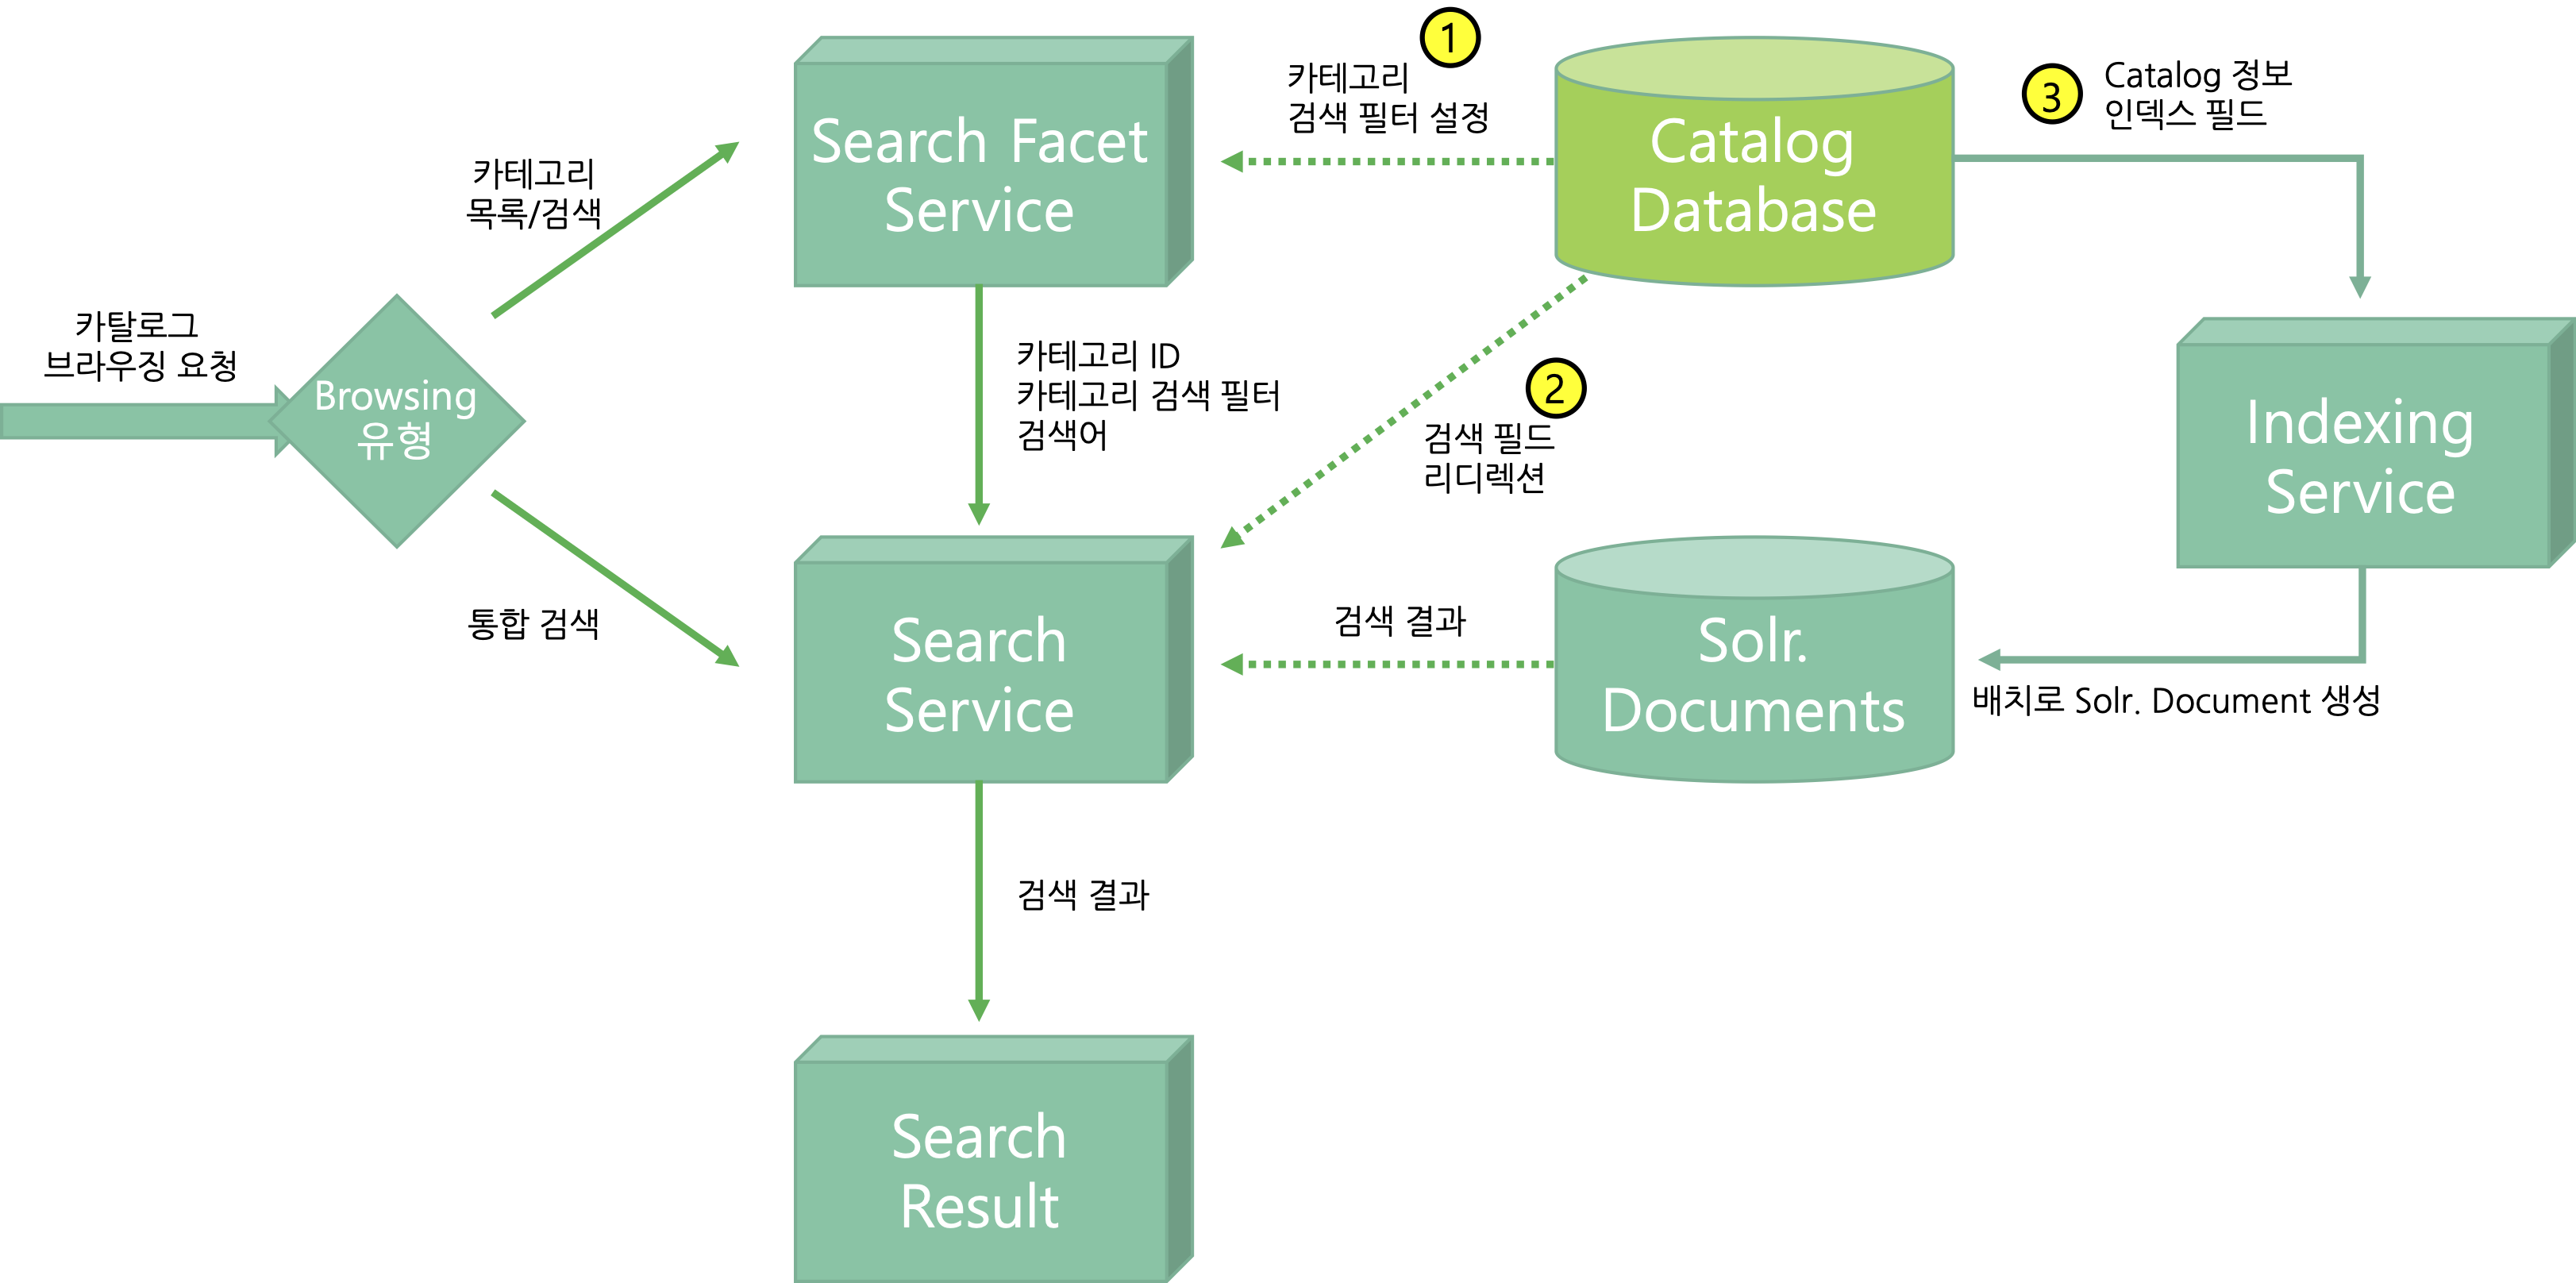 카탈로그
브라우징 요청
Browsing
유형
카테고리
목록/검색
통합 검색
Search Facet
Service
카테고리 ID
카테고리 검색 필터
검색어
Search
Service
검색 결과
Search
Result
1
카테고리
검색 필터 설정
Catalog
Database
2
검색 필드
리디렉션
검색 결과
Solr.
Documents
3
Catalog 정보
인덱스 필드
Indexing
Service
배치로 Solr. Document 생성